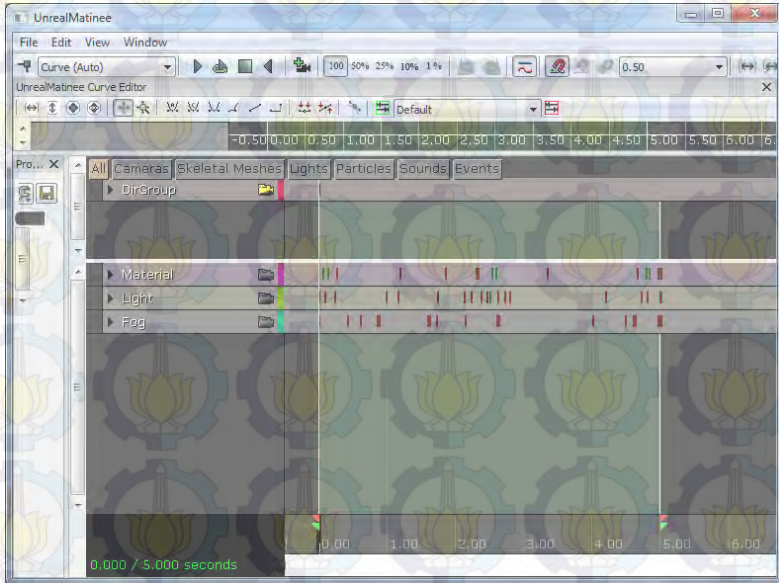 UnrealMatinee
File Edit View Window
Curve (Auto) 100 50% 25% 10% 1% 0.50
UnrealMatinee Curve Editor X
Default
-0.50 0.00 0.50 1.00 1.50 2.00 2.50 3.00 3.50 4.00 4.50 5.00 5.50 6.00 6.
Pro... X
All Cameras Skeletal Meshes Lights Particles Sounds Events
DirGroup
Material
Light
Fog
0.00 1.00 2.00 3.00 4.00 5.00 6.00
0.000 / 5.000 seconds